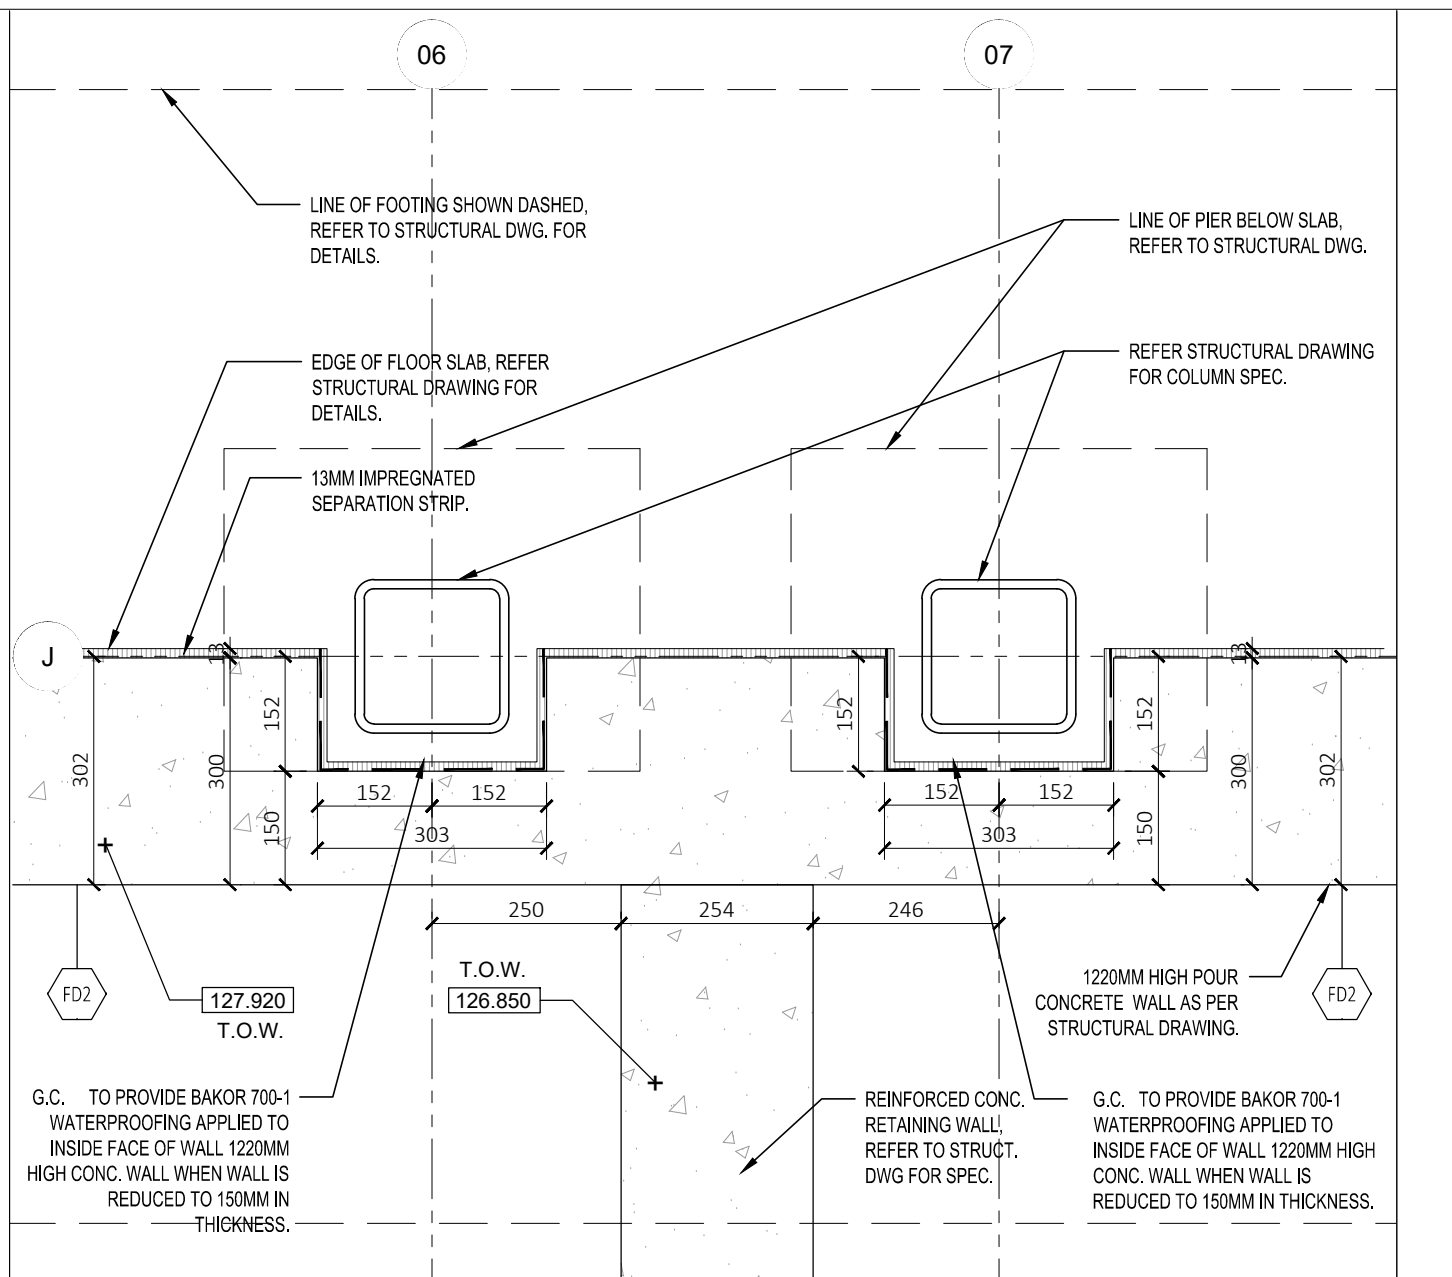 06
07
LINE OF FOOTING SHOWN DASHED,
REFER TO STRUCTURAL DWG. FOR
DETAILS.
LINE OF PIER BELOW SLAB,
REFER TO STRUCTURAL DWG.
EDGE OF FLOOR SLAB, REFER
STRUCTURAL DRAWING FOR
DETAILS.
REFER STRUCTURAL DRAWING
FOR COLUMN SPEC.
13MM IMPREGNATED
SEPARATION STRIP.
J
13
13
152
152
152
302
300
300
302
150
150
152
152
303
152
152
303
250
254
246
FD2
127.920
T.O.W.
T.O.W.
126.850
1220MM HIGH POUR
CONCRETE WALL AS PER
STRUCTURAL DRAWING.
FD2
G.C. TO PROVIDE BAKOR 700-1
WATERPROOFING APPLIED TO
INSIDE FACE OF WALL 1220MM
HIGH CONC. WALL WHEN WALL IS
REDUCED TO 150MM IN
THICKNESS.
REINFORCED CONC.
RETAINING WALL,
REFER TO STRUCT.
DWG FOR SPEC.
G.C. TO PROVIDE BAKOR 700-1
WATERPROOFING APPLIED TO
INSIDE FACE OF WALL 1220MM HIGH
CONC. WALL WHEN WALL IS
REDUCED TO 150MM IN THICKNESS.